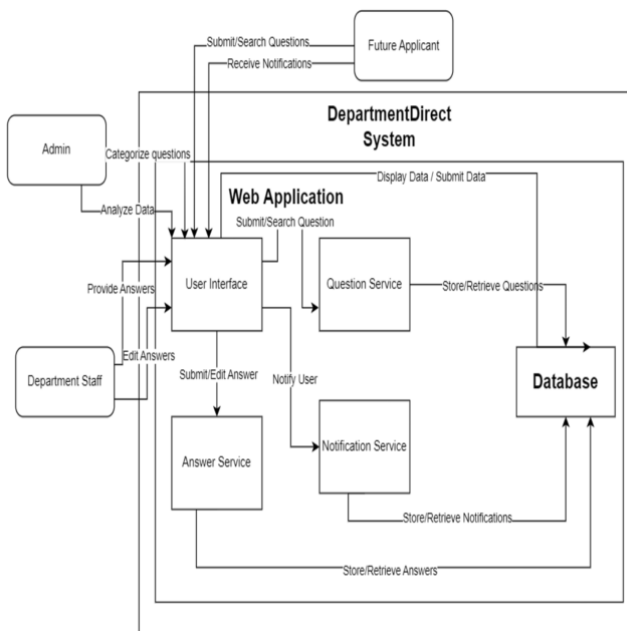 Submit/Search Questions
Future Applicant
Receive Notifications
DepartmentDirect
System
Admin
Categorize questions
Display Data / Submit Data
Web Application
Analyze Data
Submit/Search Question
User Interface
Question Service
Store/Retrieve Questions
Provide Answers
Edit Answers
Department Staff
Submit/Edit Answer
Notify User
Database
Answer Service
Notification Service
Store/Retrieve Notifications
Store/Retrieve Answers